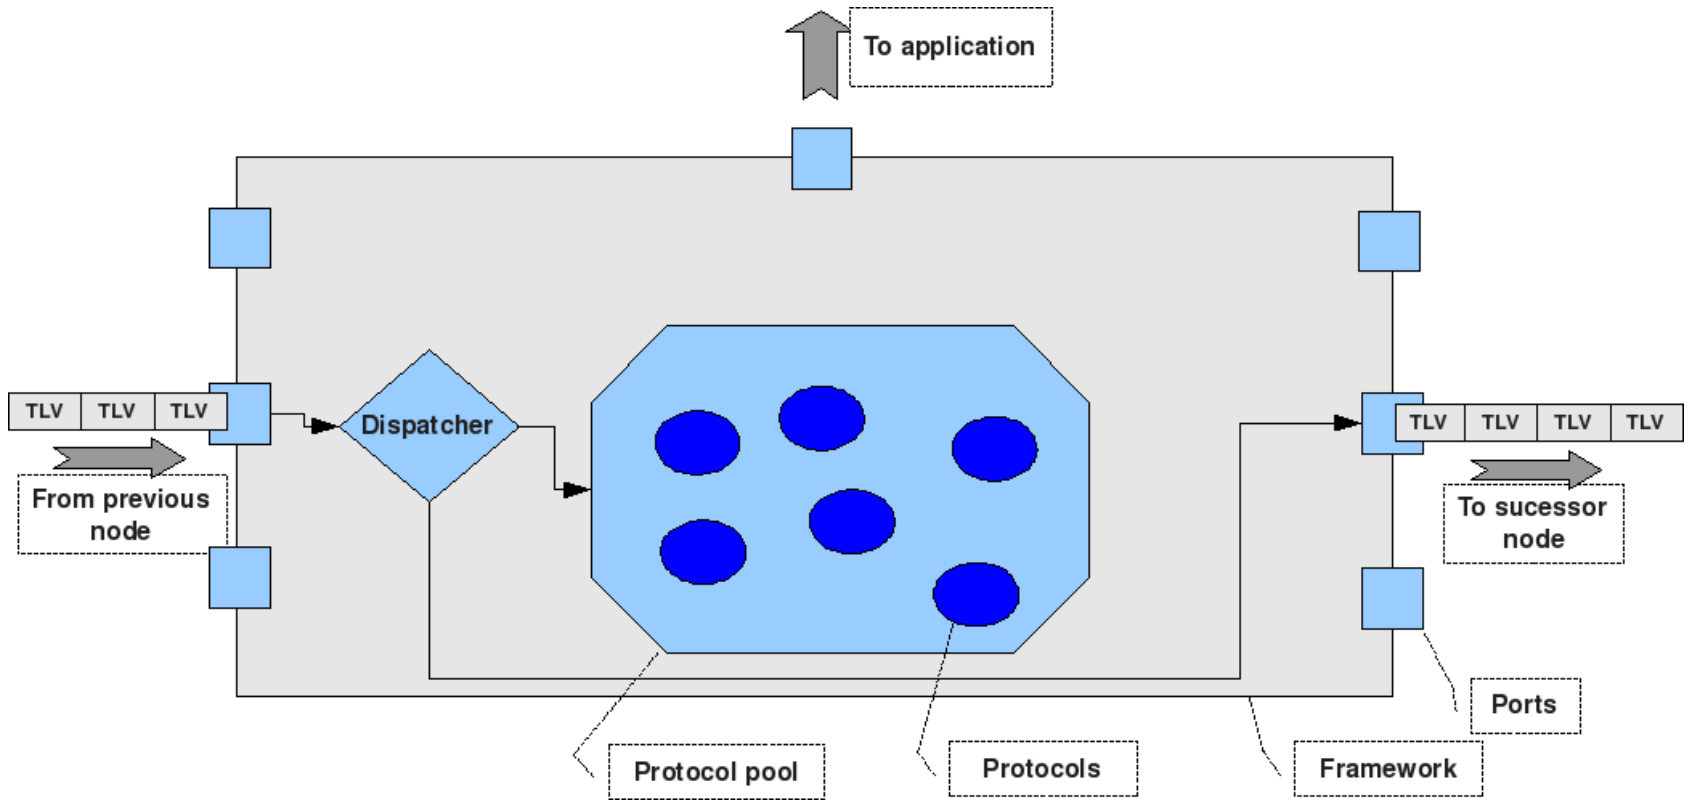 To application
TLV TLV TLV
Dispatcher
TLV TLV TLV TLV
From previous
node
To sucessor
node
Ports
Protocol pool
Protocols
Framework